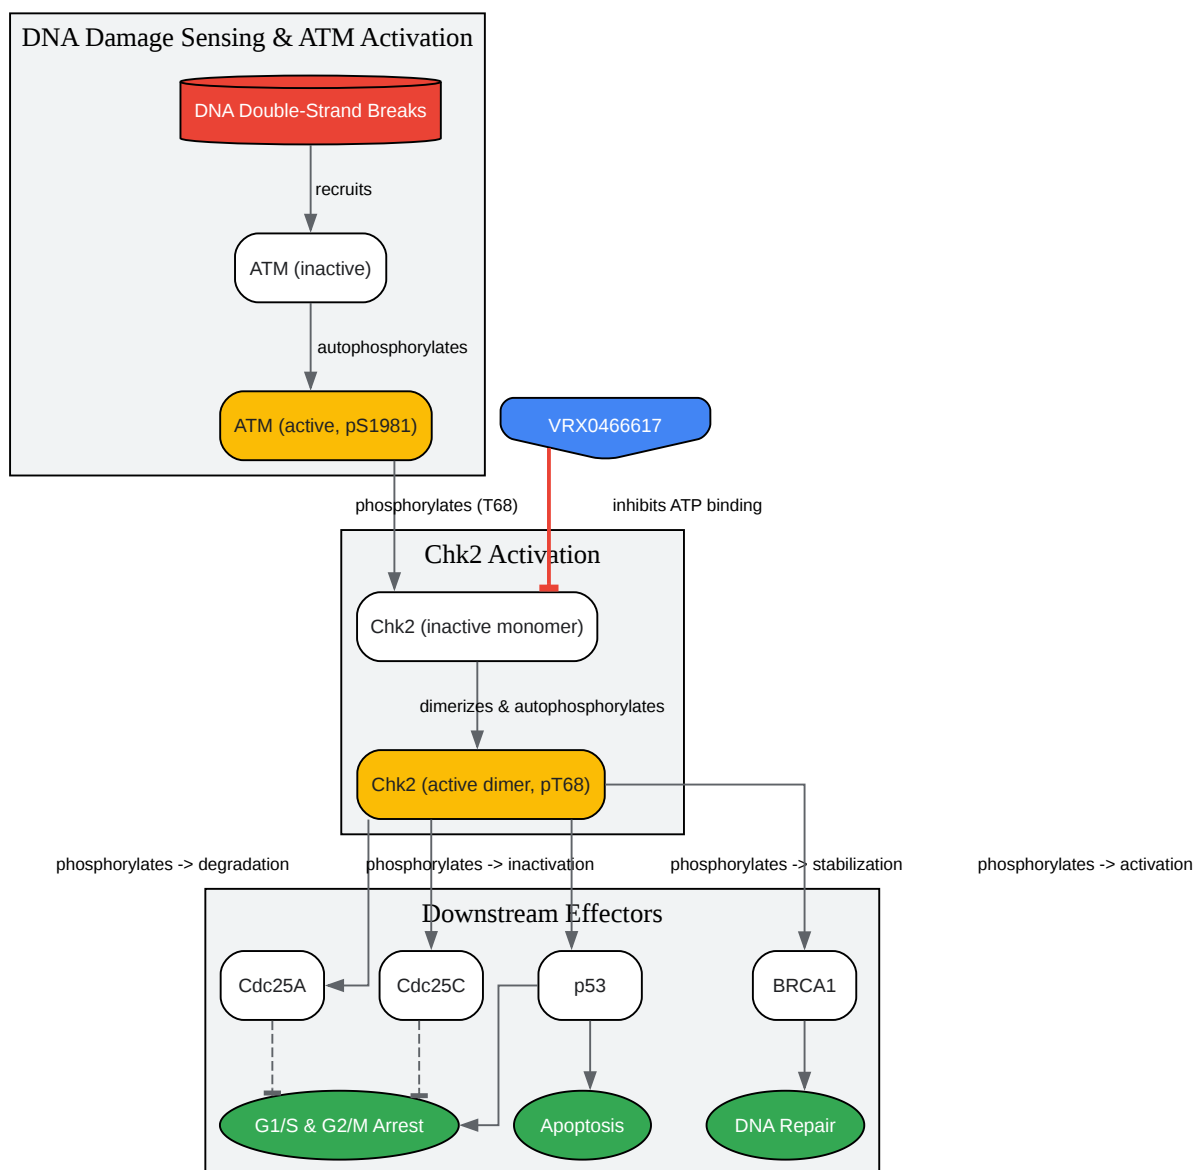 DNA Damage Sensing & ATM Activation
DNA Double-Strand Breaks
recruits
ATM (inactive)
autophosphorylates
ATM (active, pS1981)
VRX0466617
phosphorylates (T68)
inhibits ATP binding
Chk2 Activation
Chk2 (inactive monomer)
dimerizes & autophosphorylates
Chk2 (active dimer, pT68)
phosphorylates -> degradation
phosphorylates -> inactivation
phosphorylates -> stabilization
phosphorylates -> activation
Downstream Effectors
Cdc25A
Cdc25C
p53
BRCA1
G1/S & G2/M Arrest
Apoptosis
DNA Repair